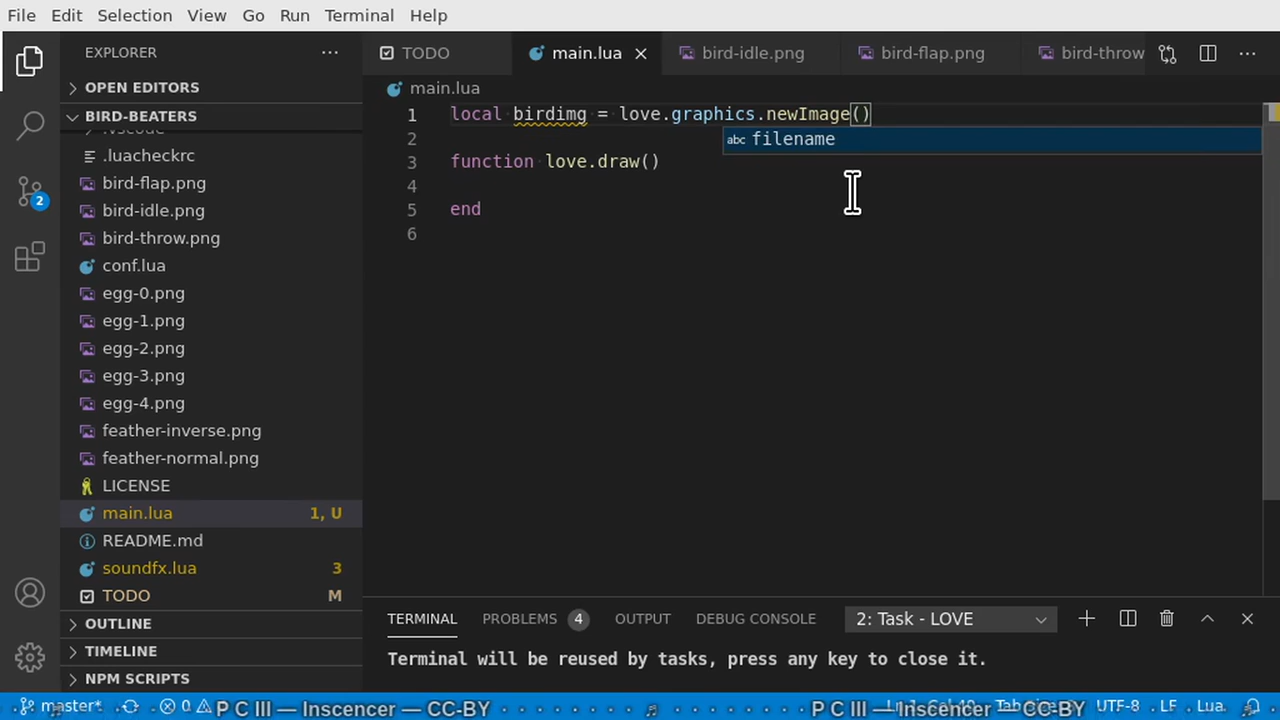 File Edit Selection View Go Run Terminal Help
EXPLORER
OPEN EDITORS
BIRD-BEATERS
.vscode
.luacheckrc
bird-flap.png
bird-idle.png
bird-throw.png
conf.lua
egg-0.png
egg-1.png
egg-2.png
egg-3.png
egg-4.png
feather-inverse.png
feather-normal.png
LICENSE
main.lua 1, U
README.md
soundfx.lua 3
TODO M
OUTLINE
TIMELINE
NPM SCRIPTS
2
TODO main.lua bird-idle.png bird-flap.png bird-throw
main.lua
1 local birdimg = love.graphics.newImage()
abc filename
2
3 function love.draw()
4
5 end
6
TERMINAL PROBLEMS 4 OUTPUT DEBUG CONSOLE 2: Task - LOVE
Terminal will be reused by tasks, press any key to close it.
master* 0 UTF-8 LF Lua
P C III — Inscencer — CC-BY P C III — Inscencer — CC-BY